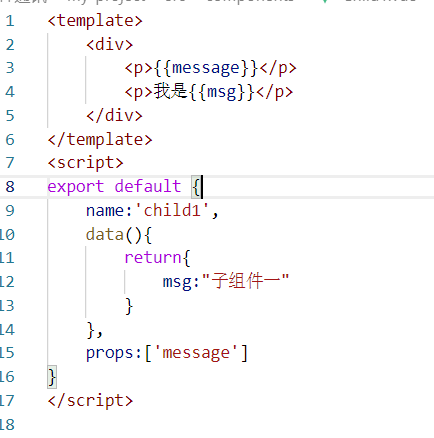 1 <template>
2     <div>
3         <p>{{message}}</p>
4         <p>我是{{msg}}</p>
5     </div>
6 </template>
7 <script>
8 export default {
9     name:'child1',
10     data(){
11         return{
12             msg:"子组件一"
13         }
14     },
15     props:['message']
16 }
17 </script>
18